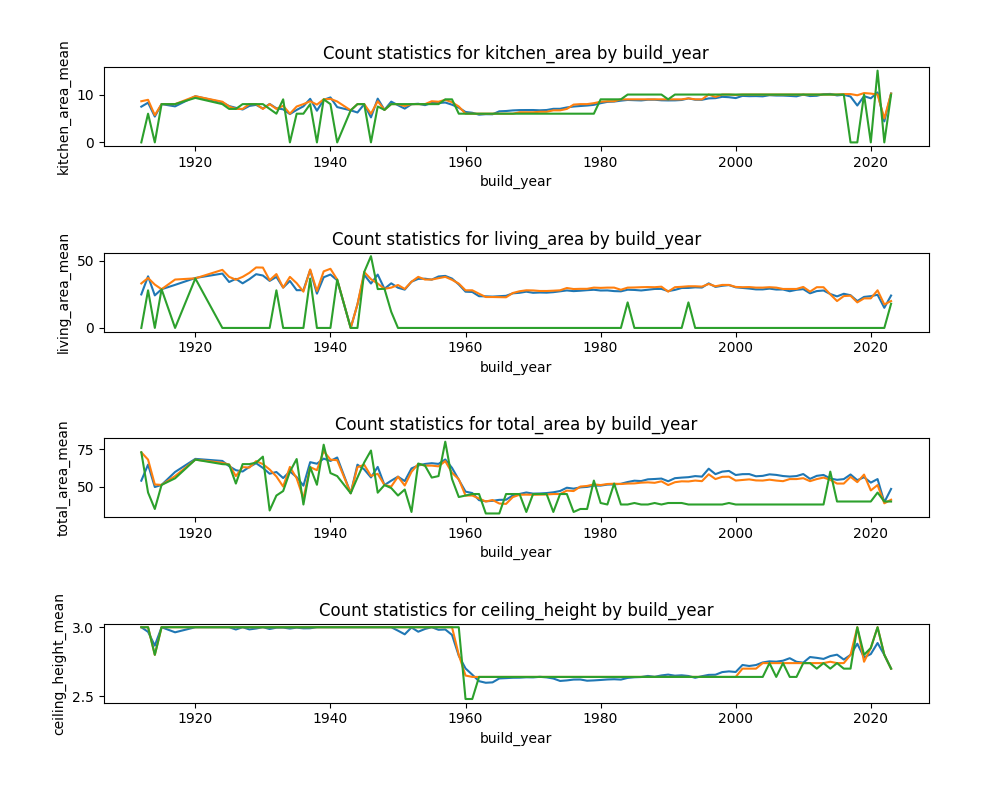 Count statistics for kitchen_area by build_year
kitchen_area_mean
10
0
1920 1940 1960 1980 2000 2020
build_year
Count statistics for living_area by build_year
living_area_mean
50
0
1920 1940 1960 1980 2000 2020
build_year
Count statistics for total_area by build_year
total_area_mean
75
50
1920 1940 1960 1980 2000 2020
build_year
Count statistics for ceiling_height by build_year
ceiling_height_mean
3.0
2.5
1920 1940 1960 1980 2000 2020
build_year